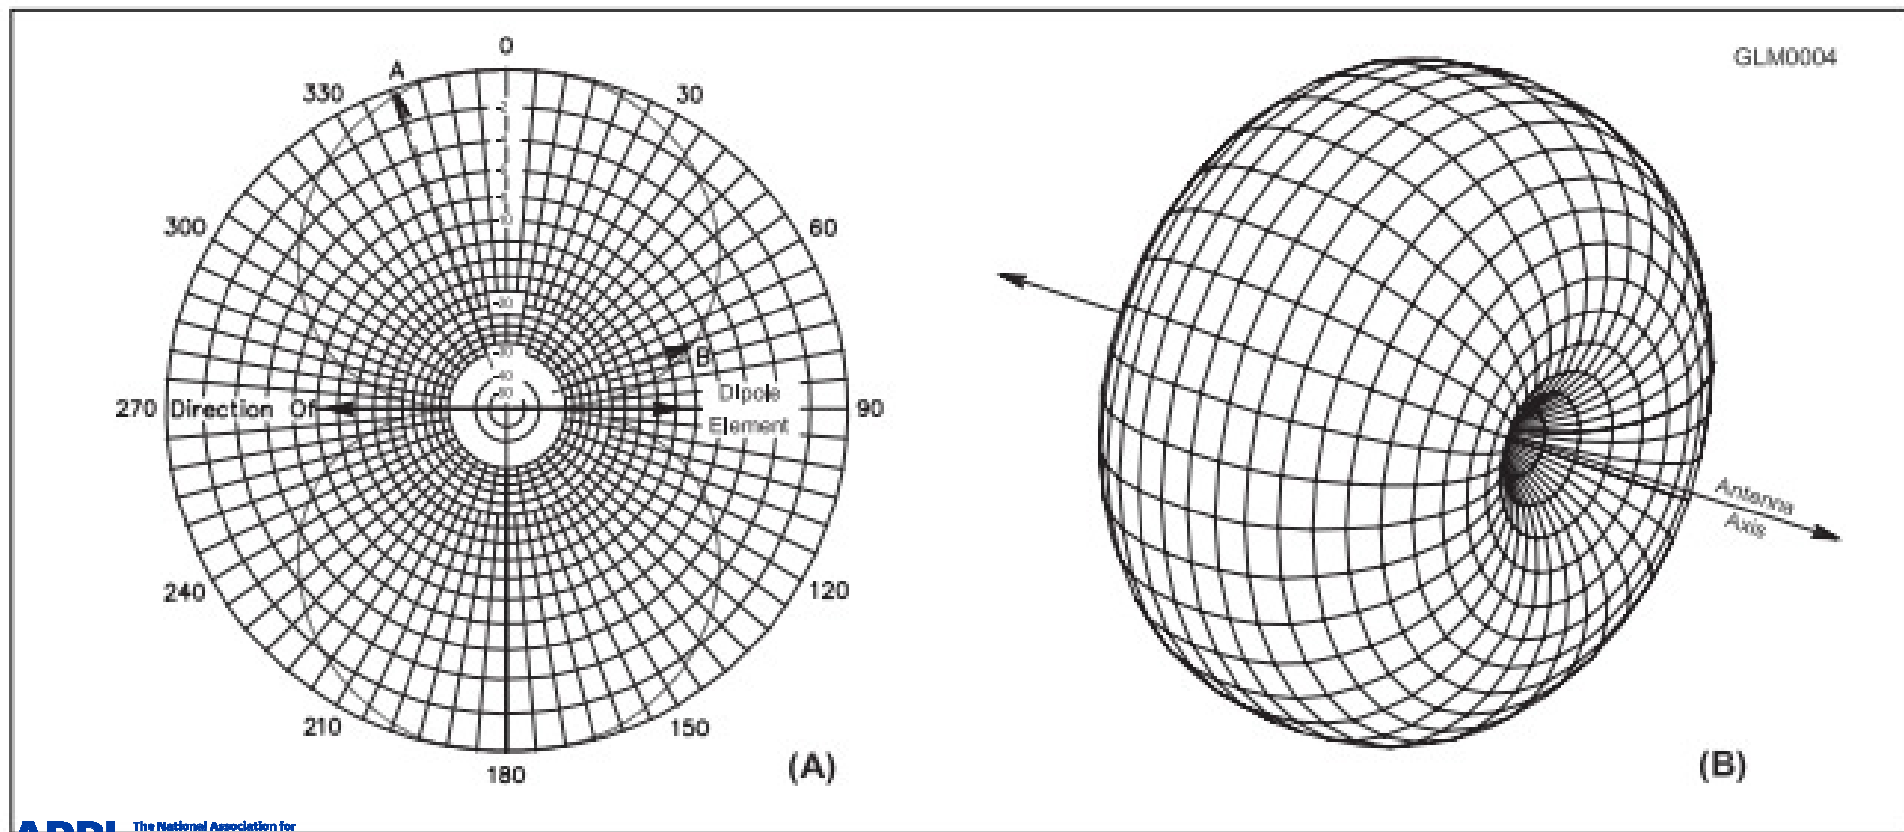 GLM0004
0
A
330
30
300
60
B
270
Direction Of
Dipole
Element
90
240
120
210
150
180
(A)
Antenna
Axis
(B)
The National Association for